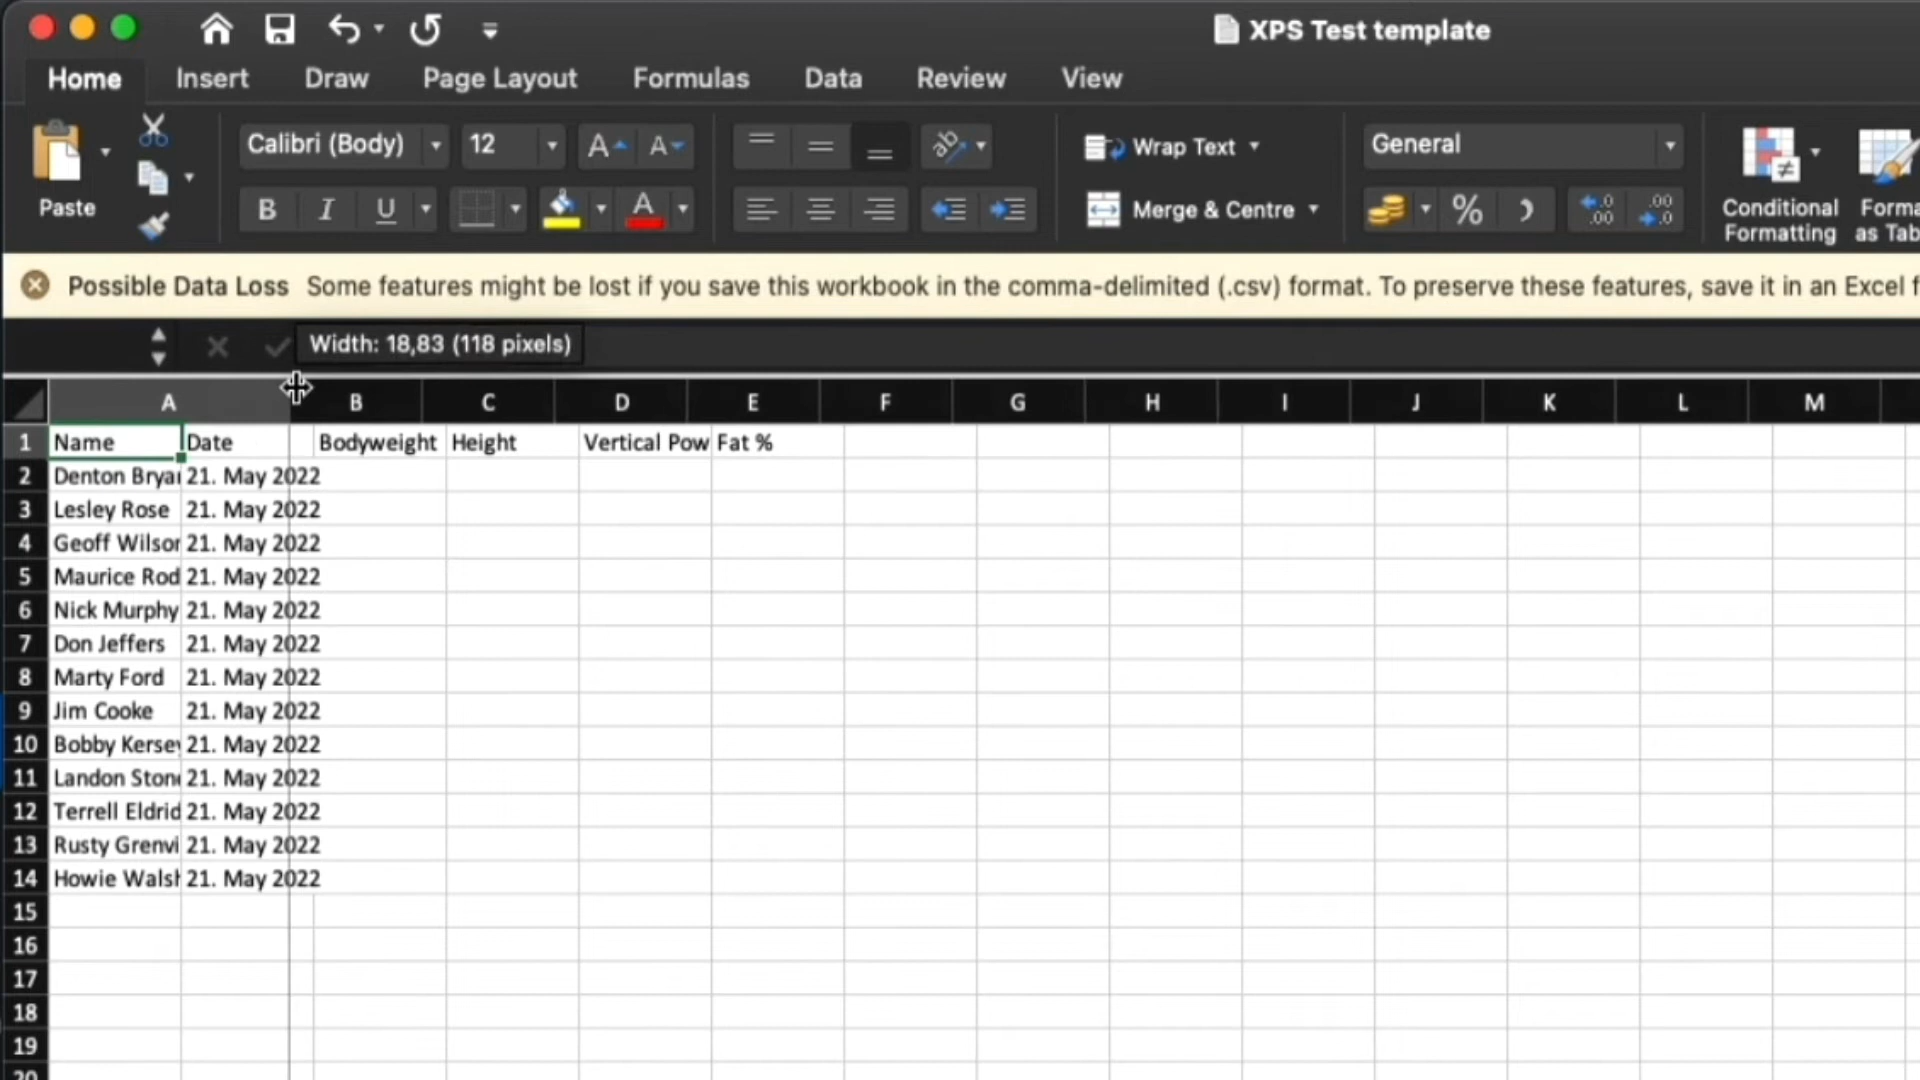 XPS Test template
Home Insert Draw Page Layout Formulas Data Review View
Calibri (Body) 12 A A ab Wrap Text General
Paste B I U A Merge & Centre % Conditional Formatting
Possible Data Loss Some features might be lost if you save this workbook in the comma-delimited (.csv) format. To preserve these features, save it in an Excel f
Width: 18,83 (118 pixels)
A B C D E F G H I J K L M
1 Name Date Bodyweight Height Vertical Pow Fat %
2 Denton Brya 21. May 2022
3 Lesley Rose 21. May 2022
4 Geoff Wilson 21. May 2022
5 Maurice Rod 21. May 2022
6 Nick Murphy 21. May 2022
7 Don Jeffers 21. May 2022
8 Marty Ford 21. May 2022
9 Jim Cooke 21. May 2022
10 Bobby Kersey 21. May 2022
11 Landon Ston 21. May 2022
12 Terrell Eldrid 21. May 2022
13 Rusty Grenvi 21. May 2022
14 Howie Walsh 21. May 2022
15
16
17
18
19
20